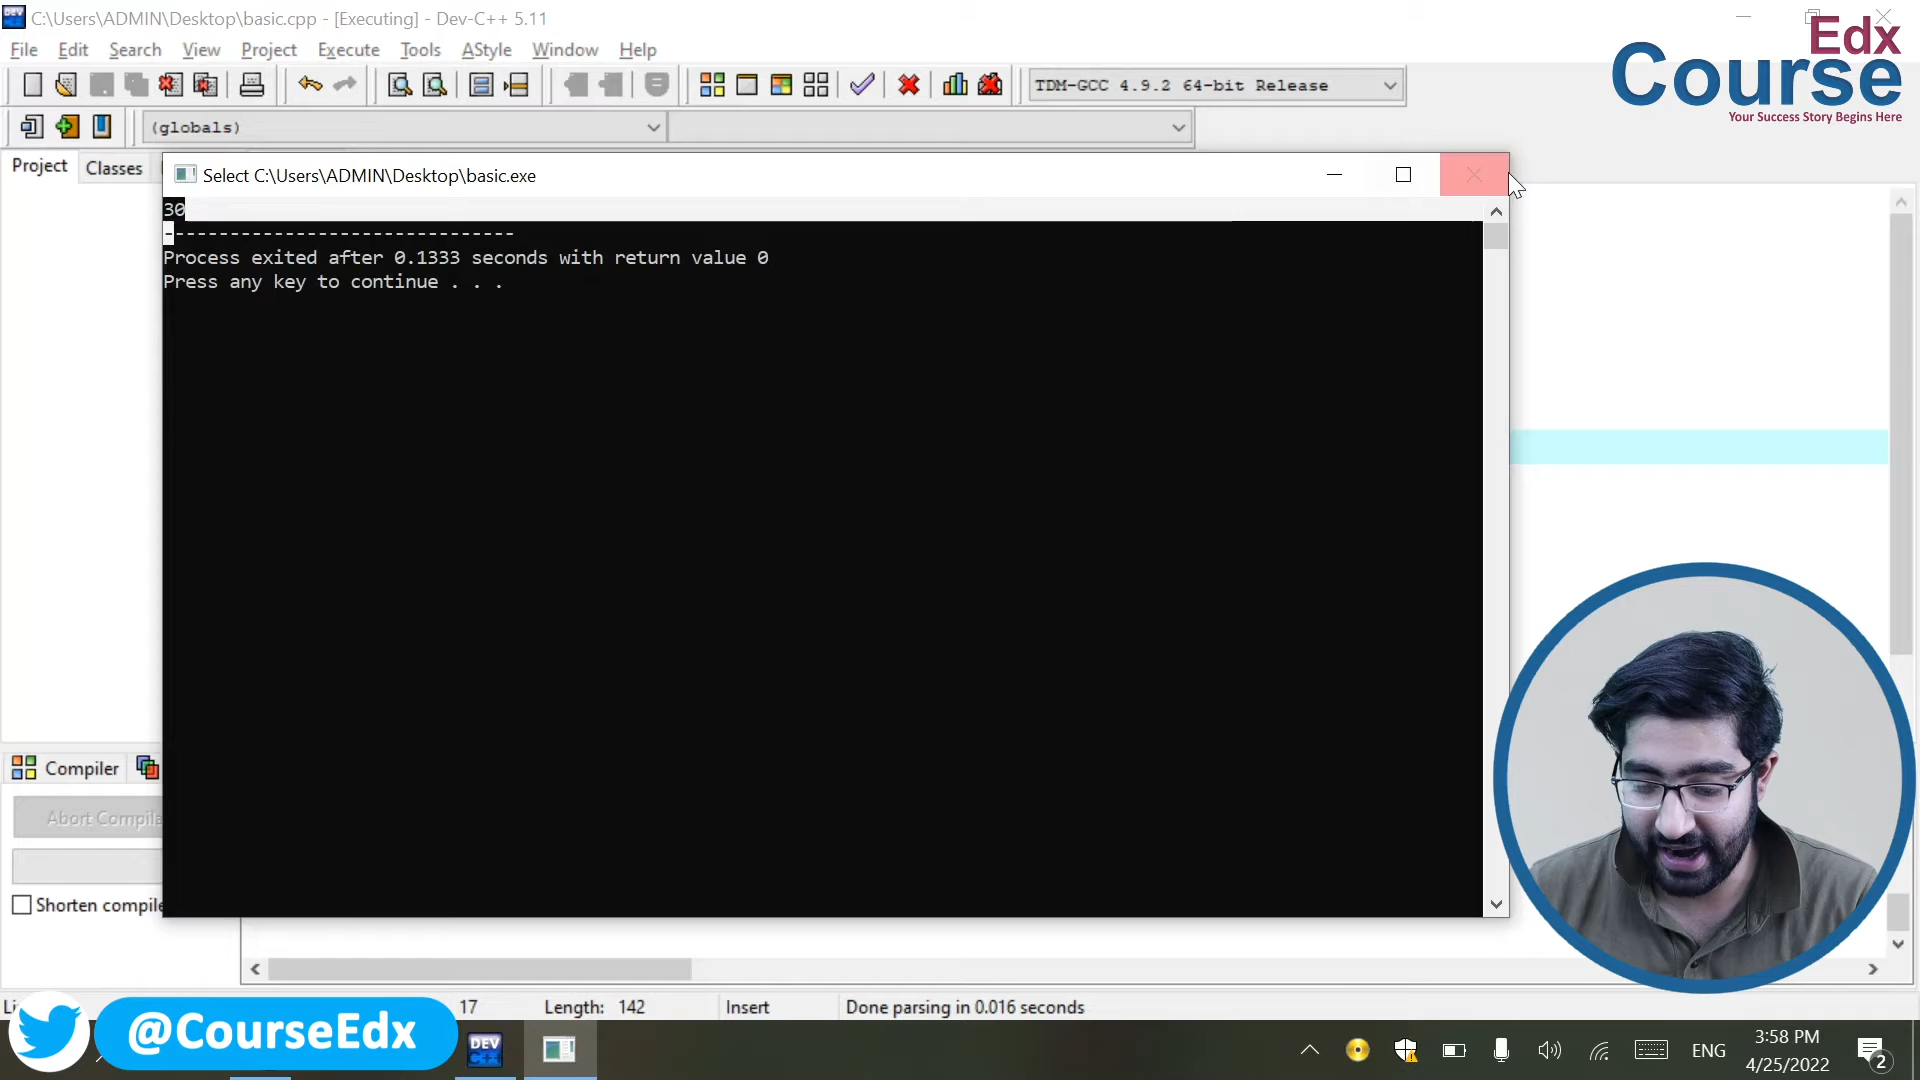 C:\Users\ADMIN\Desktop\basic.cpp - [Executing] - Dev-C++ 5.11
File Edit Search View Project Execute Tools AStyle Window Help
TDM-GCC 4.9.2 64-bit Release
Edx
Course
Your Success Story Begins Here
(globals)
Project Classes
Select C:\Users\ADMIN\Desktop\basic.exe
30
--------------------------------
Process exited after 0.1333 seconds with return value 0
Press any key to continue . . .
Compiler
Abort Compila
Shorten compile
17 Length: 142 Insert Done parsing in 0.016 seconds
@CourseEdx
DEV
C++
ENG
3:58 PM
4/25/2022
2